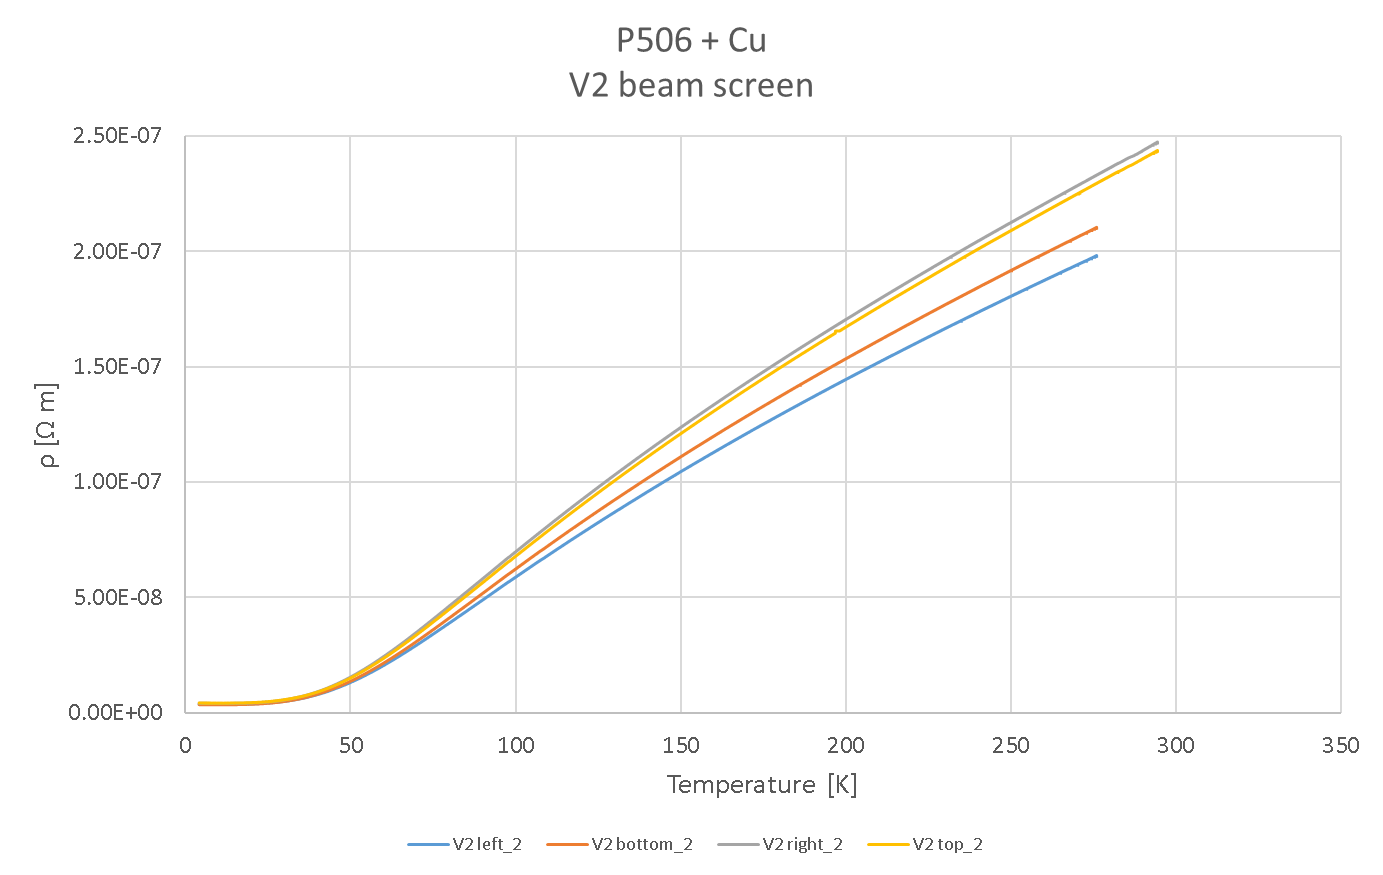 P506 + Cu
V2 beam screen
2.50E-07
2.00E-07
1.50E-07
1.00E-07
5.00E-08
0.00E+00
ρ [Ω m]
0 50 100 150 200 250 300 350
Temperature [K]
V2 left_2 V2 bottom_2 V2 right_2 V2 top_2